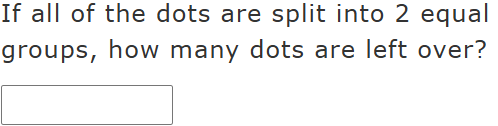 If all of the dots are split into 2 equal
groups, how many dots are left over?